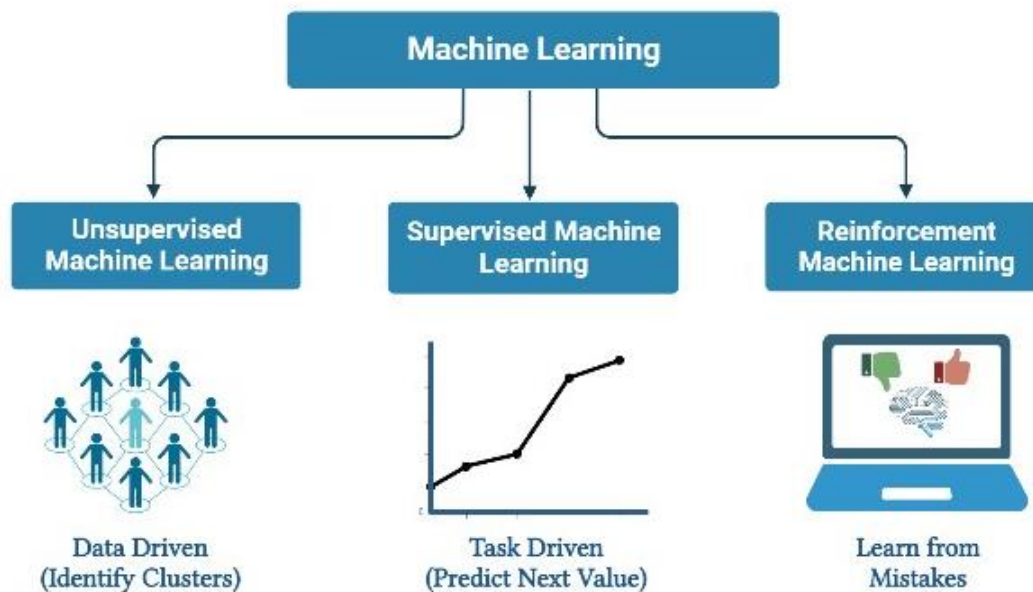 Machine Learning
Unsupervised
Machine Learning
Supervised Machine
Learning
Reinforcement
Machine Learning
Data Driven
(Identify Clusters)
Task Driven
(Predict Next Value)
Learn from
Mistakes